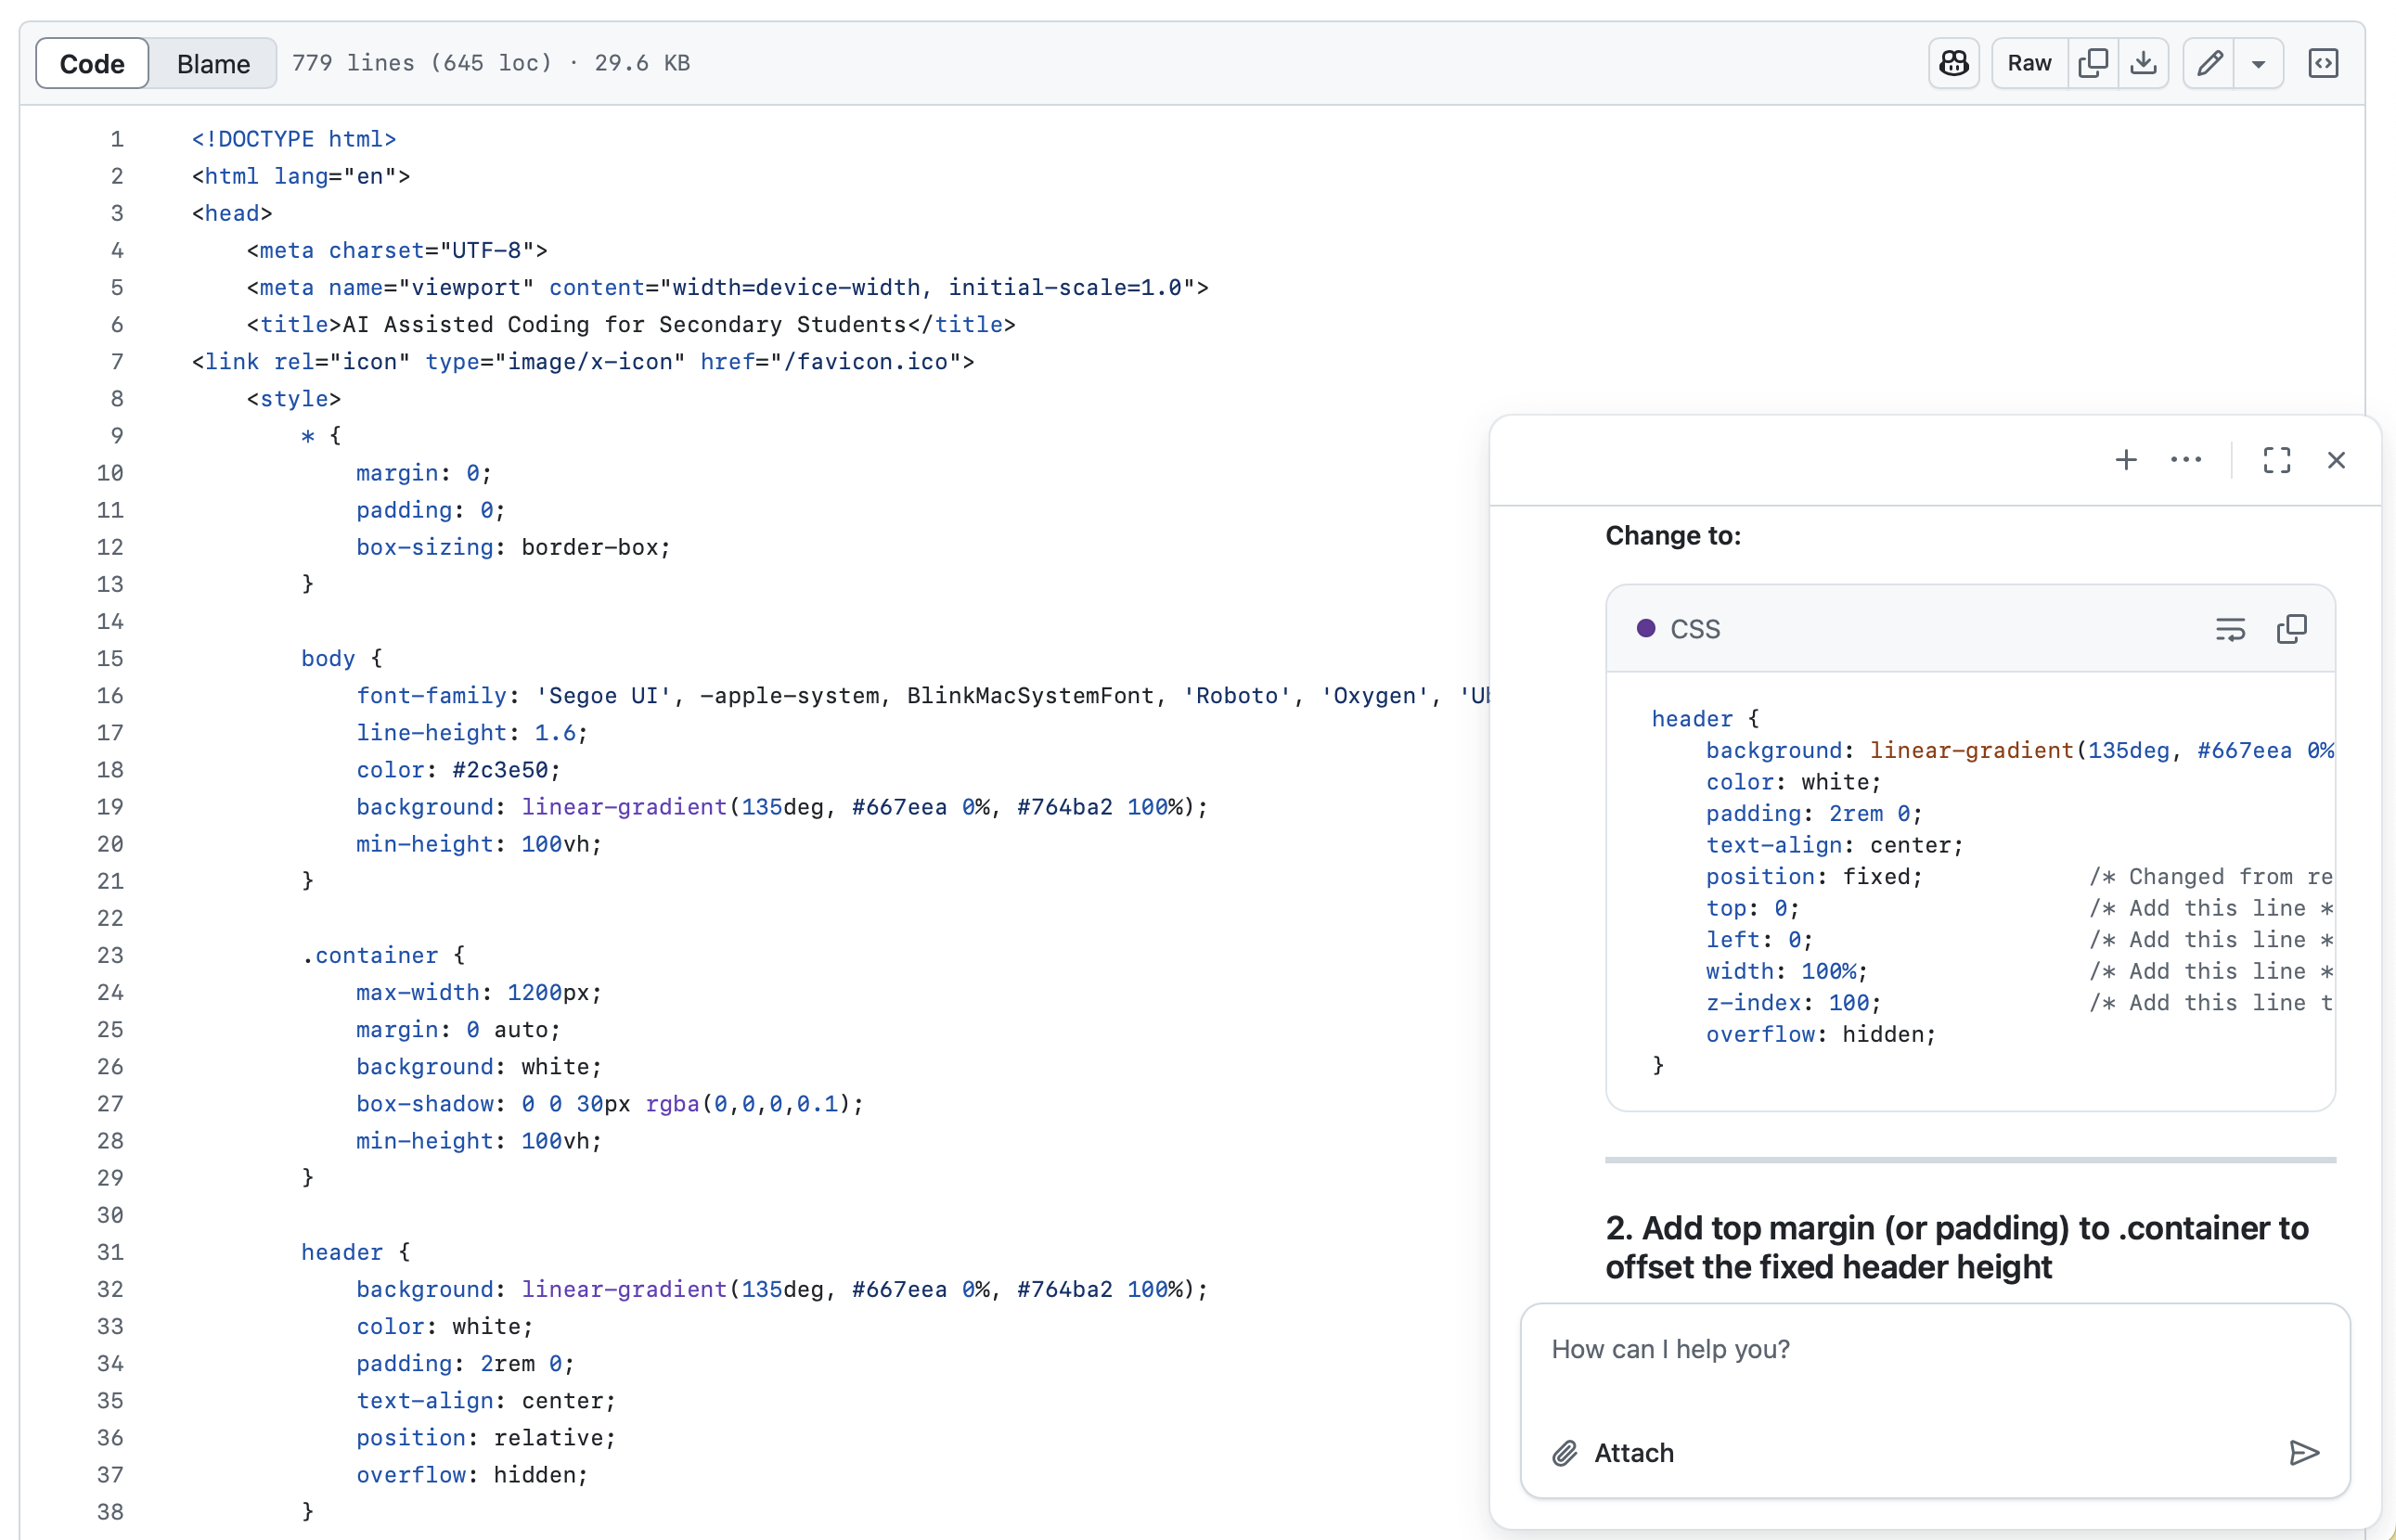 Code Blame 779 lines (645 loc) · 29.6 KB Raw
1 <!DOCTYPE html>
2 <html lang="en">
3 <head>
4     <meta charset="UTF-8">
5     <meta name="viewport" content="width=device-width, initial-scale=1.0">
6     <title>AI Assisted Coding for Secondary Students</title>
7 <link rel="icon" type="image/x-icon" href="/favicon.ico">
8     <style>
9         * {
10             margin: 0;
11             padding: 0;
12             box-sizing: border-box;
13         }
14
15         body {
16             font-family: 'Segoe UI', -apple-system, BlinkMacSystemFont, 'Roboto', 'Oxygen',
17             line-height: 1.6;
18             color: #2c3e50;
19             background: linear-gradient(135deg, #667eea 0%, #764ba2 100%);
20             min-height: 100vh;
21         }
22
23         .container {
24             max-width: 1200px;
25             margin: 0 auto;
26             background: white;
27             box-shadow: 0 0 30px rgba(0,0,0,0.1);
28             min-height: 100vh;
29         }
30
31         header {
32             background: linear-gradient(135deg, #667eea 0%, #764ba2 100%);
33             color: white;
34             padding: 2rem 0;
35             text-align: center;
36             position: relative;
37             overflow: hidden;
38         }
Change to:
CSS
header {
    background: linear-gradient(135deg, #667eea 0%
    color: white;
    padding: 2rem 0;
    text-align: center;
    position: fixed;            /* Changed from re
    top: 0;                     /* Add this line *
    left: 0;                    /* Add this line *
    width: 100%;                /* Add this line *
    z-index: 100;               /* Add this line t
    overflow: hidden;
}
2. Add top margin (or padding) to .container to
offset the fixed header height
How can I help you?
Attach